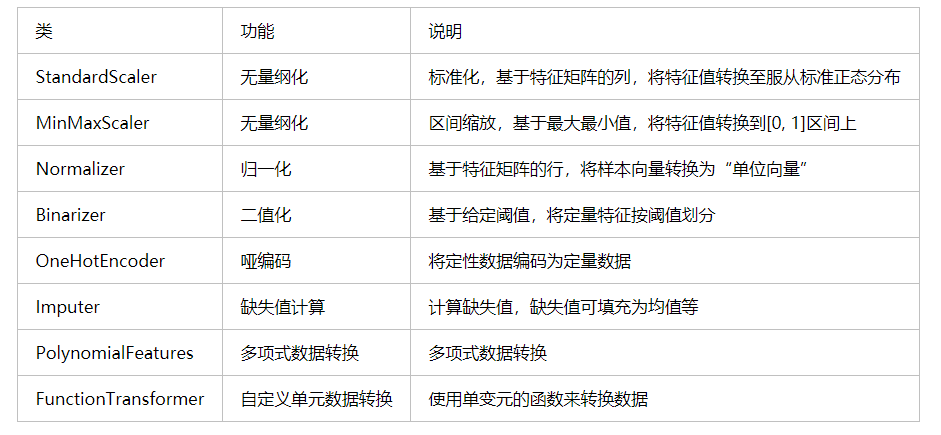 类 功能 说明
StandardScaler 无量纲化 标准化，基于特征矩阵的列，将特征值转换至服从标准正态分布
MinMaxScaler 无量纲化 区间缩放，基于最大最小值，将特征值转换到[0, 1]区间上
Normalizer 归一化 基于特征矩阵的行，将样本向量转换为“单位向量”
Binarizer 二值化 基于给定阈值，将定量特征按阈值划分
OneHotEncoder 哑编码 将定性数据编码为定量数据
Imputer 缺失值计算 计算缺失值，缺失值可填充为均值等
PolynomialFeatures 多项式数据转换 多项式数据转换
FunctionTransformer 自定义单元数据转换 使用单变元的函数来转换数据